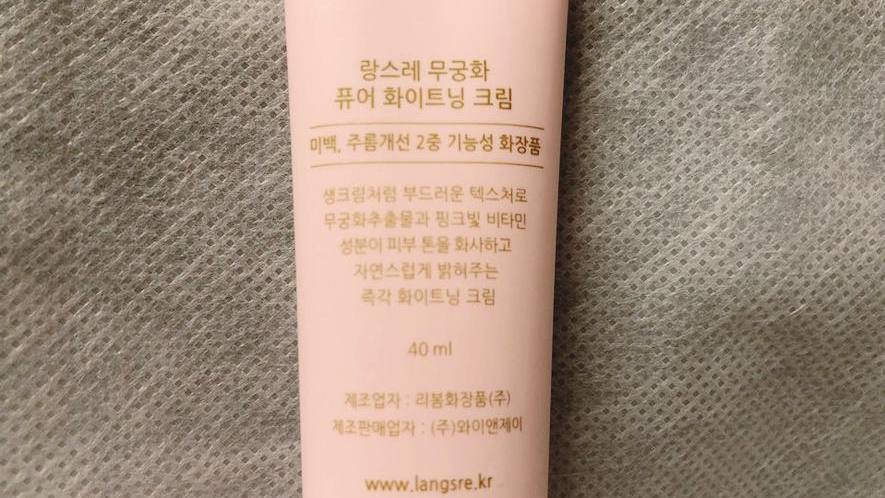 랑스레 무궁화
퓨어 화이트닝 크림
미백, 주름개선 2중 기능성 화장품
생크림처럼 부드러운 텍스처로
무궁화추출물과 핑크빛 비타민
성분이 피부 톤을 화사하고
자연스럽게 밝혀주는
즉각 화이트닝 크림
40 ml
제조업자 : 리봄화장품(주)
제조판매업자 : (주)와이앤제이
www.langsre.kr